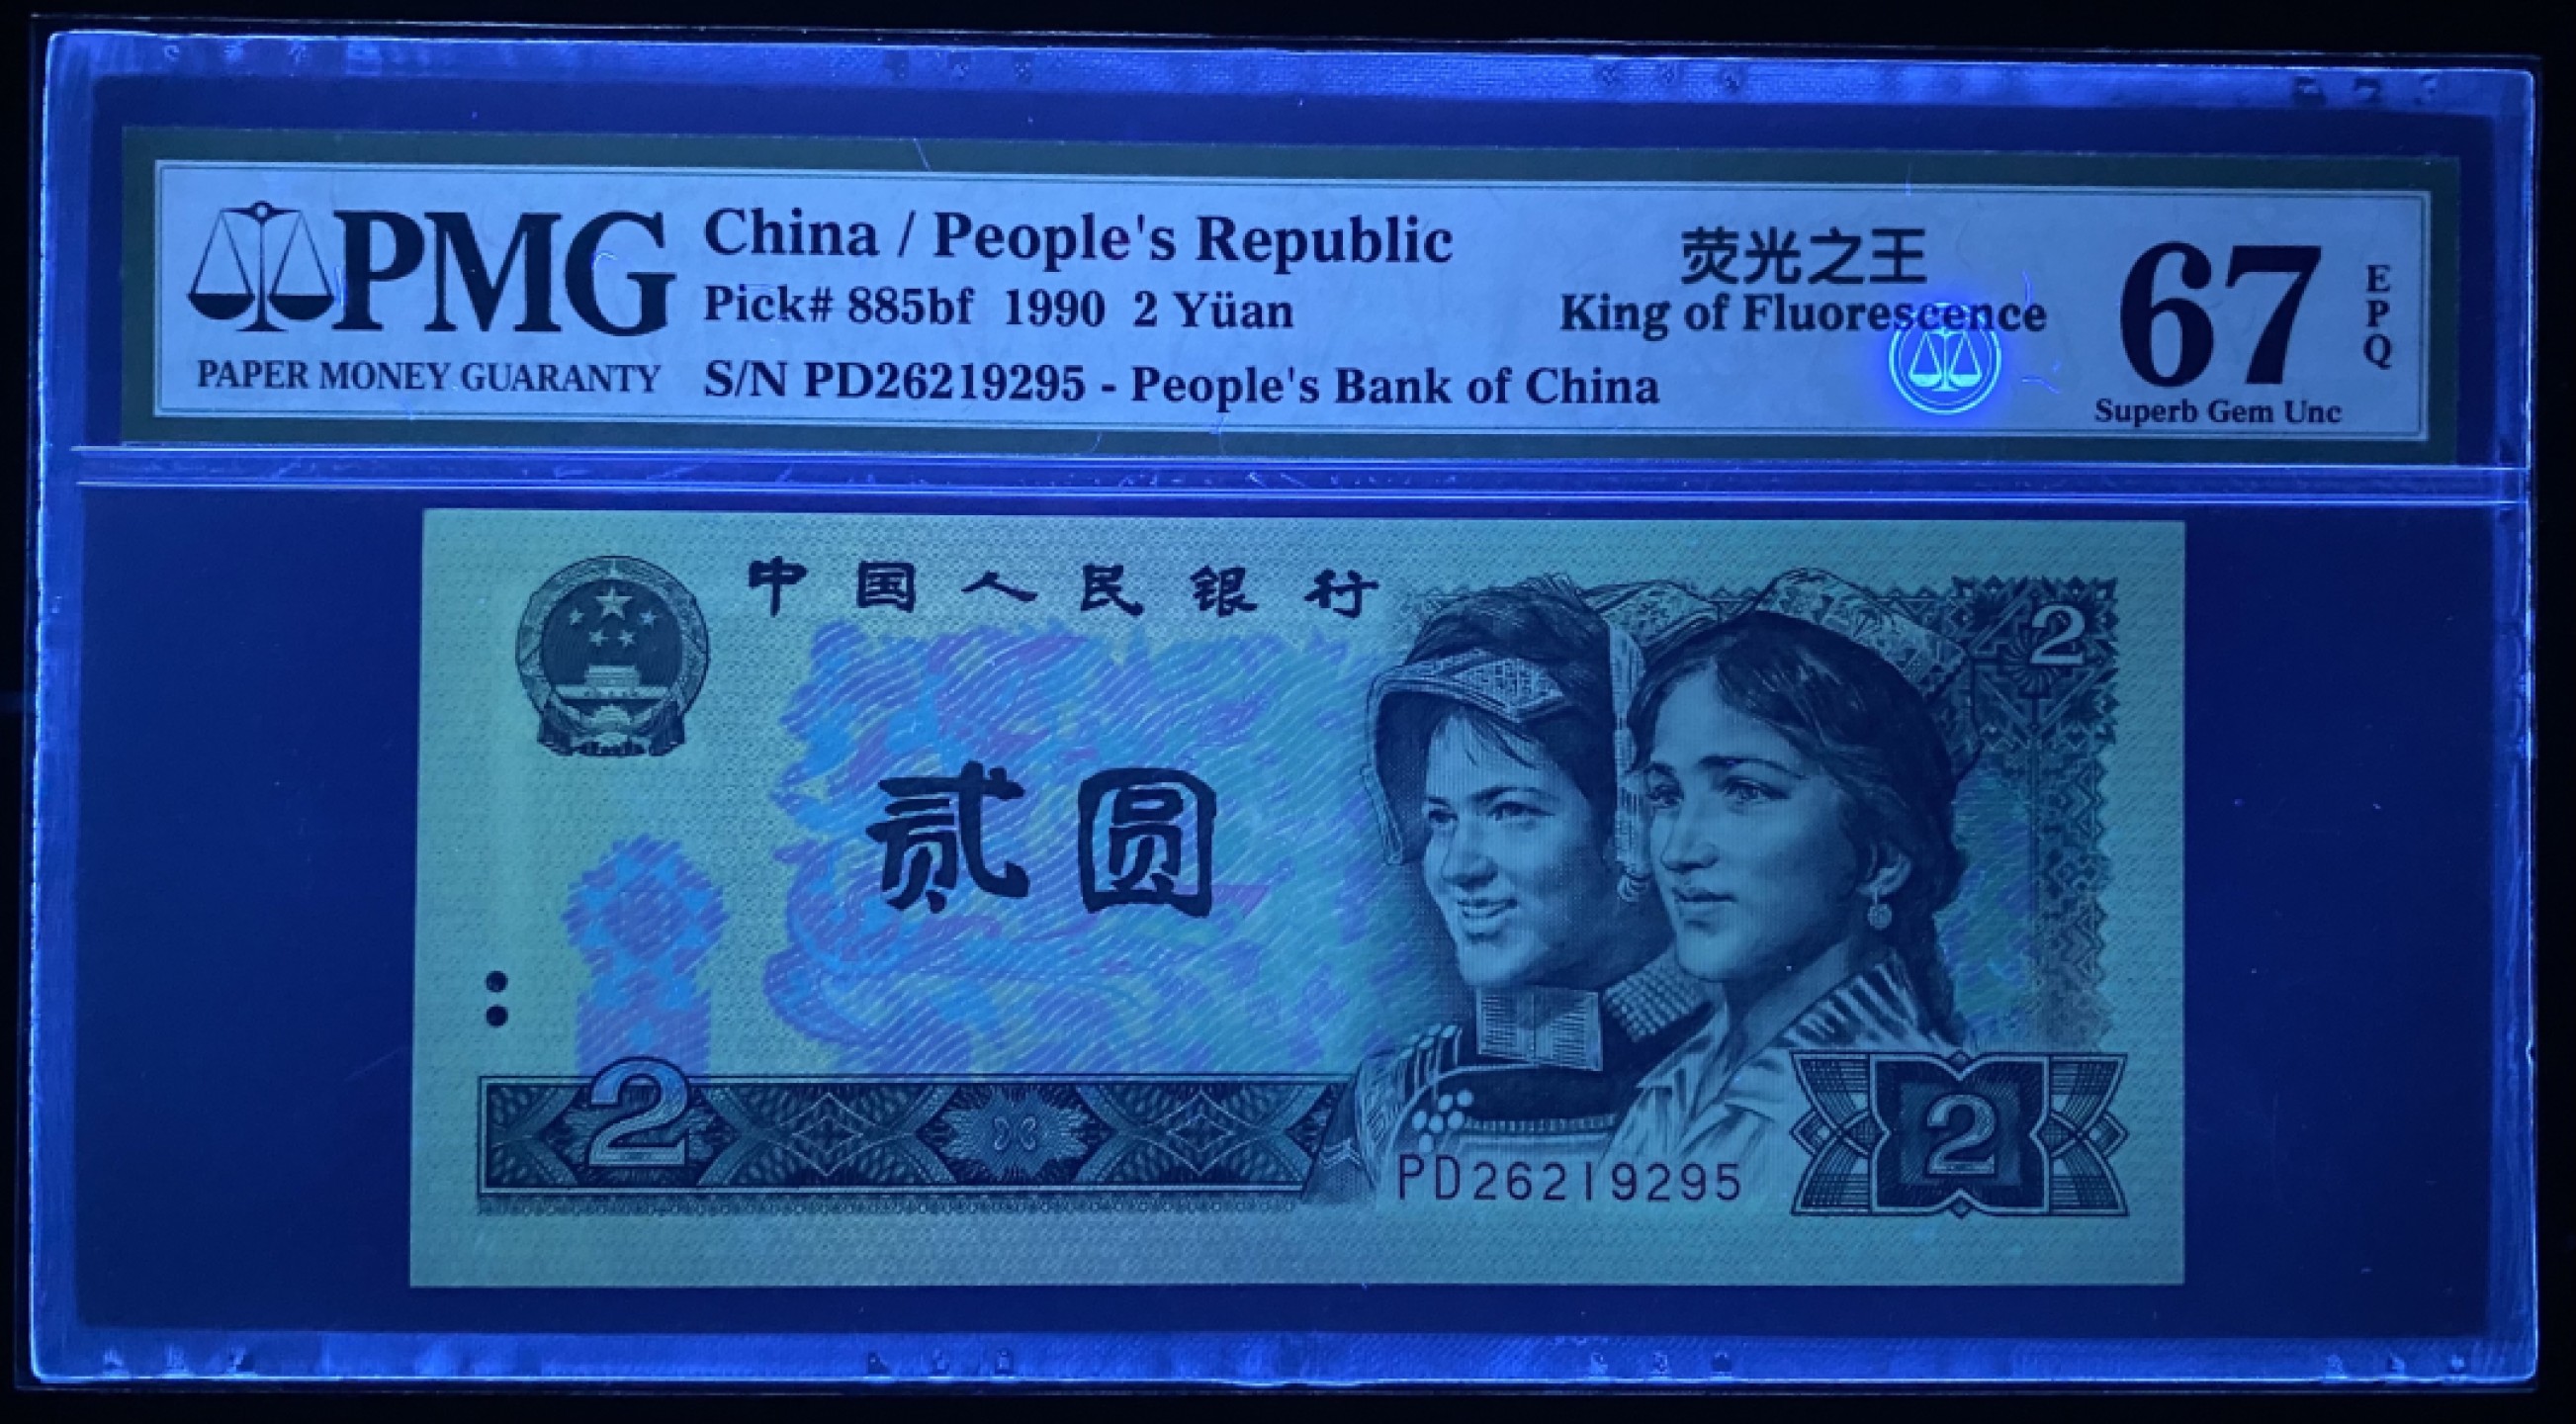 PMG
PAPER MONEY GUARANTY
China / People's Republic
Pick# 885bf 1990 2 Yüan
S/N PD26219295 - People's Bank of China
荧光之王
King of Fluorescence
67
EPQ
Superb Gem Unc
中国人民银行
2
贰圆
2
PD26219295
2